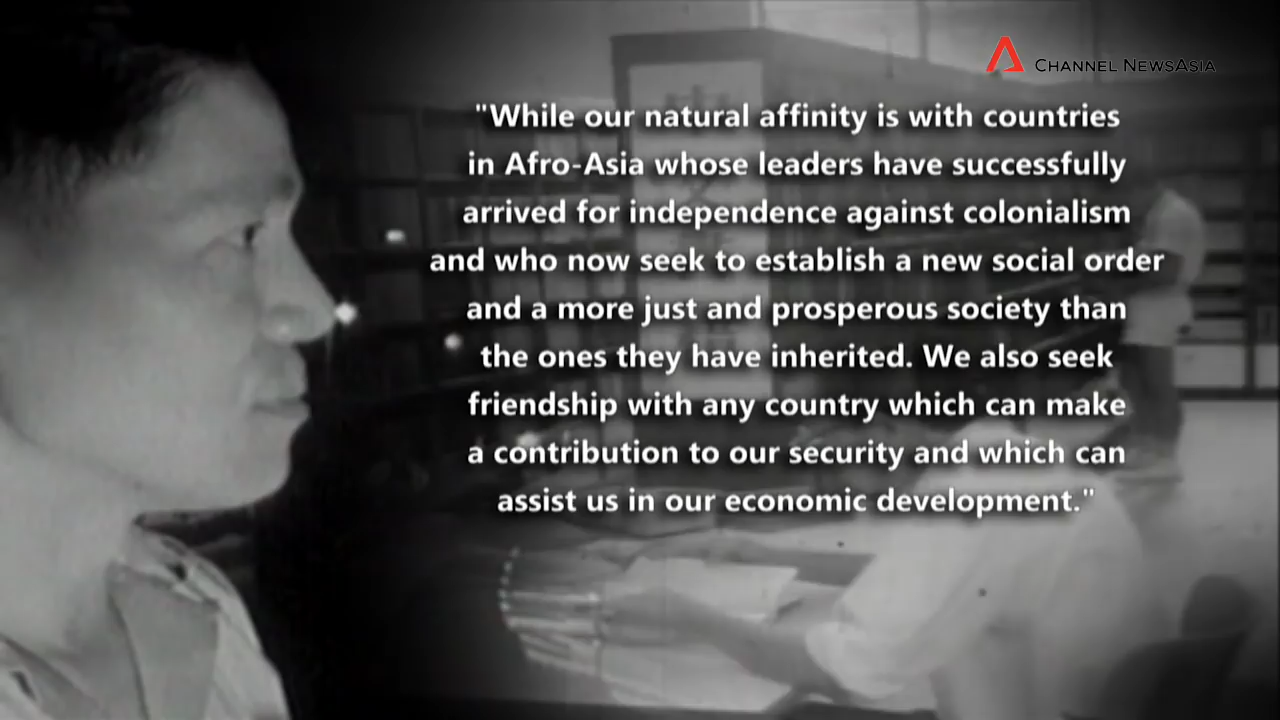 CHANNEL NEWSASIA
"While our natural affinity is with countries
in Afro-Asia whose leaders have successfully
arrived for independence against colonialism
and who now seek to establish a new social order
and a more just and prosperous society than
the ones they have inherited. We also seek
friendship with any country which can make
a contribution to our security and which can
assist us in our economic development."